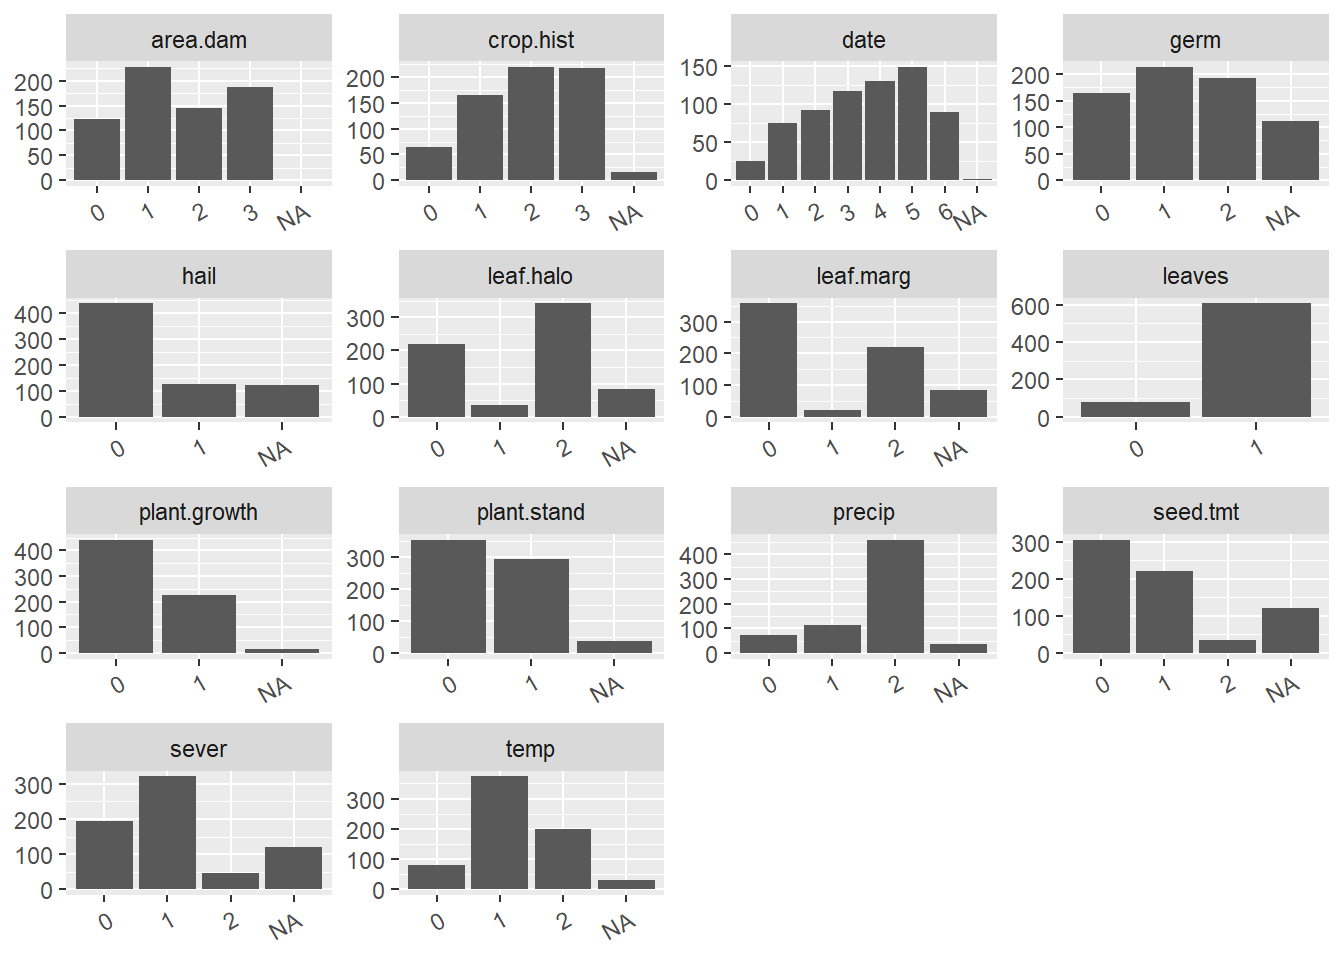 area.dam crop.hist date germ
200 150 100 50 0
200 150 100 50 0
150 100 50 0
200 150 100 50 0
0 1 2 3 NA
0 1 2 3 NA
0 1 2 3 4 5 6 NA
0 1 2 NA
hail leaf.halo leaf.marg leaves
400 300 200 100 0
300 200 100 0
300 200 100 0
600 400 200 0
0 1 NA
0 1 2 NA
0 1 2 NA
0 1
plant.growth plant.stand precip seed.tmt
400 300 200 100 0
300 200 100 0
400 300 200 100 0
300 200 100 0
0 1 NA
0 1 NA
0 1 2 NA
0 1 2 NA
sever temp
300 200 100 0
300 200 100 0
0 1 2 NA
0 1 2 NA